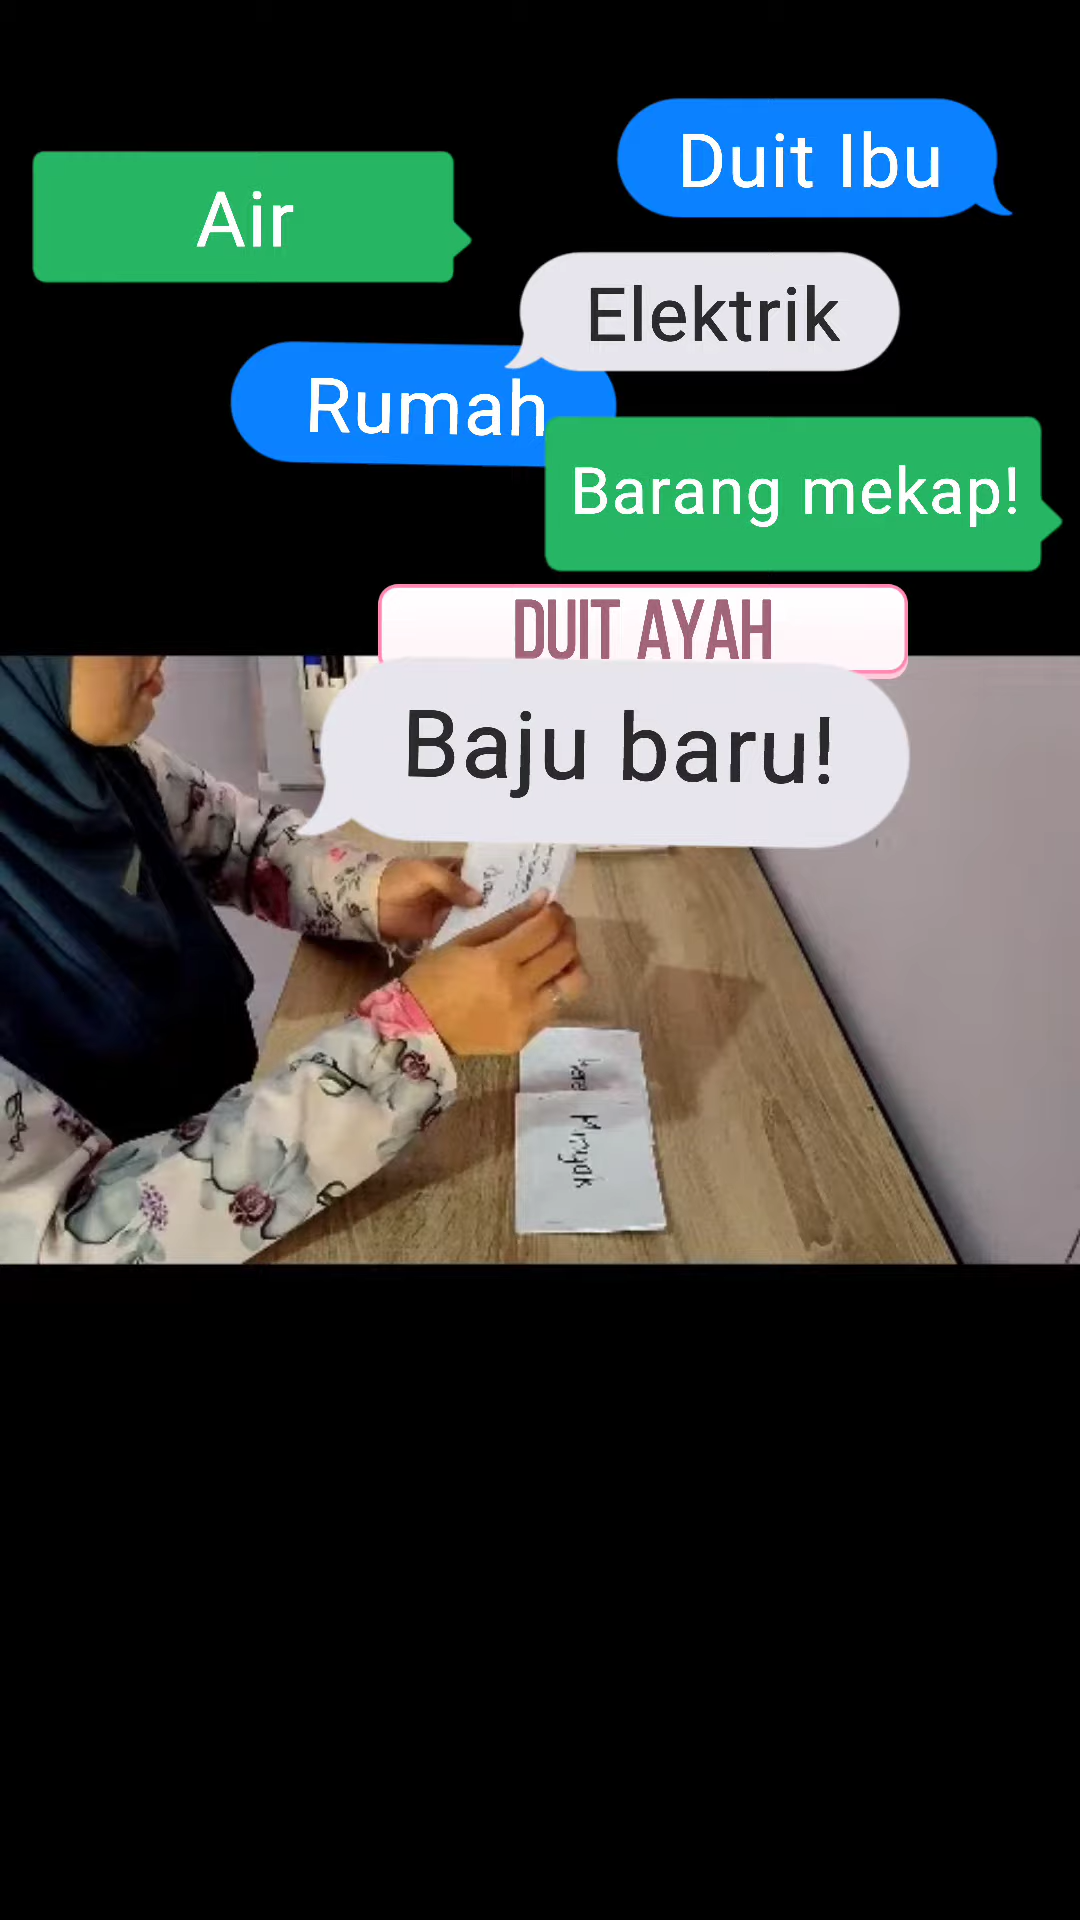 Duit Ibu
Air
Elektrik
Rumah
Barang mekap!
DUIT AYAH
Baju baru!
Minyak